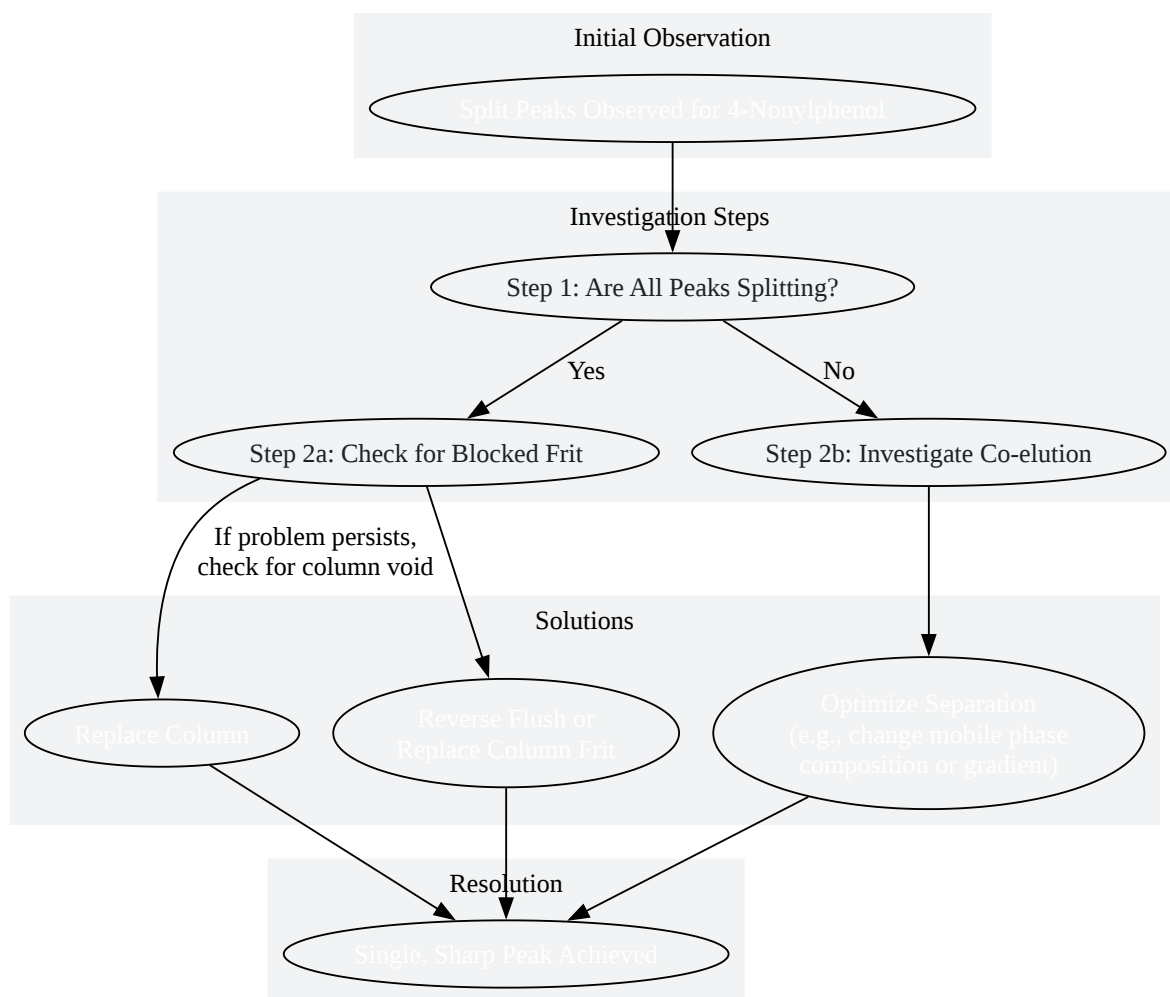 Initial Observation
Split Peaks Observed for 4-Nonylphenol
Investigation Steps
Step 1: Are All Peaks Splitting?
Yes
No
Step 2a: Check for Blocked Frit
Step 2b: Investigate Co-elution
If problem persists,
check for column void
Solutions
Replace Column
Reverse Flush or
Replace Column Frit
Optimize Separation
(e.g., change mobile phase
composition or gradient)
Resolution
Single, Sharp Peak Achieved